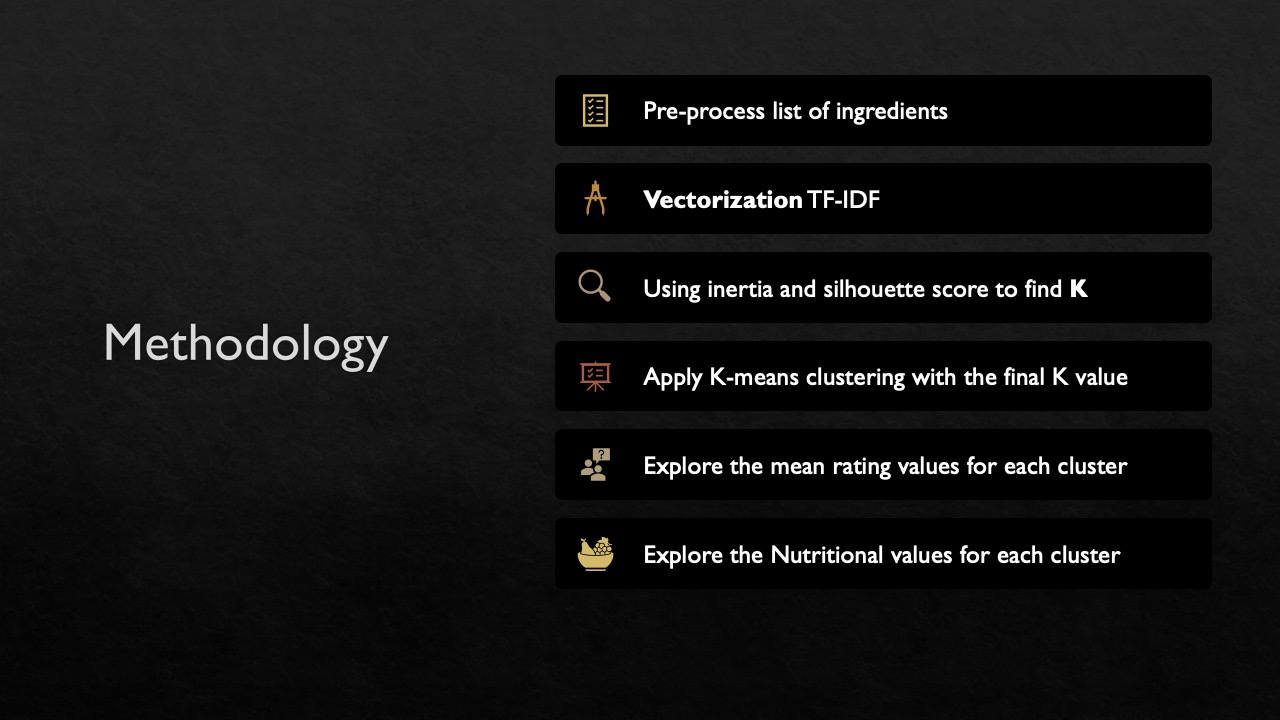 Methodology
Pre-process list of ingredients
Vectorization TF-IDF
Using inertia and silhouette score to find K
Apply K-means clustering with the final K value
Explore the mean rating values for each cluster
Explore the Nutritional values for each cluster